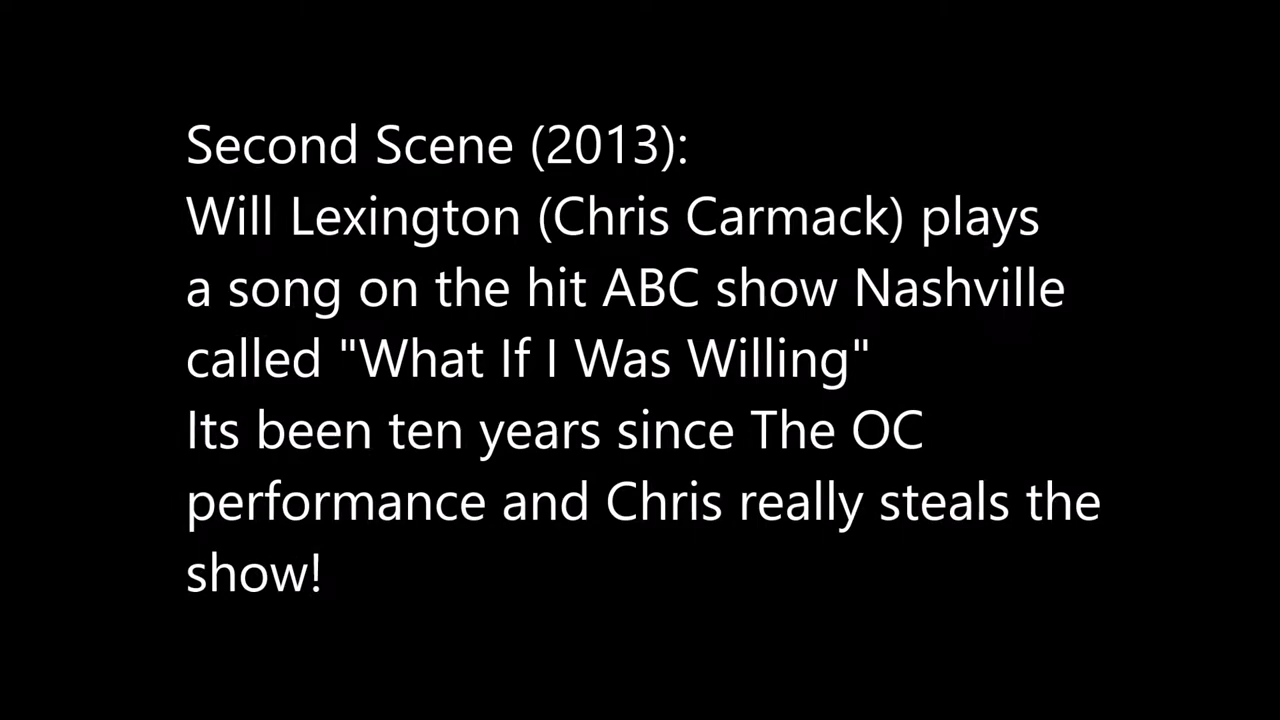 Second Scene (2013):
Will Lexington (Chris Carmack) plays
a song on the hit ABC show Nashville
called "What If I Was Willing"
Its been ten years since The OC
performance and Chris really steals the
show!